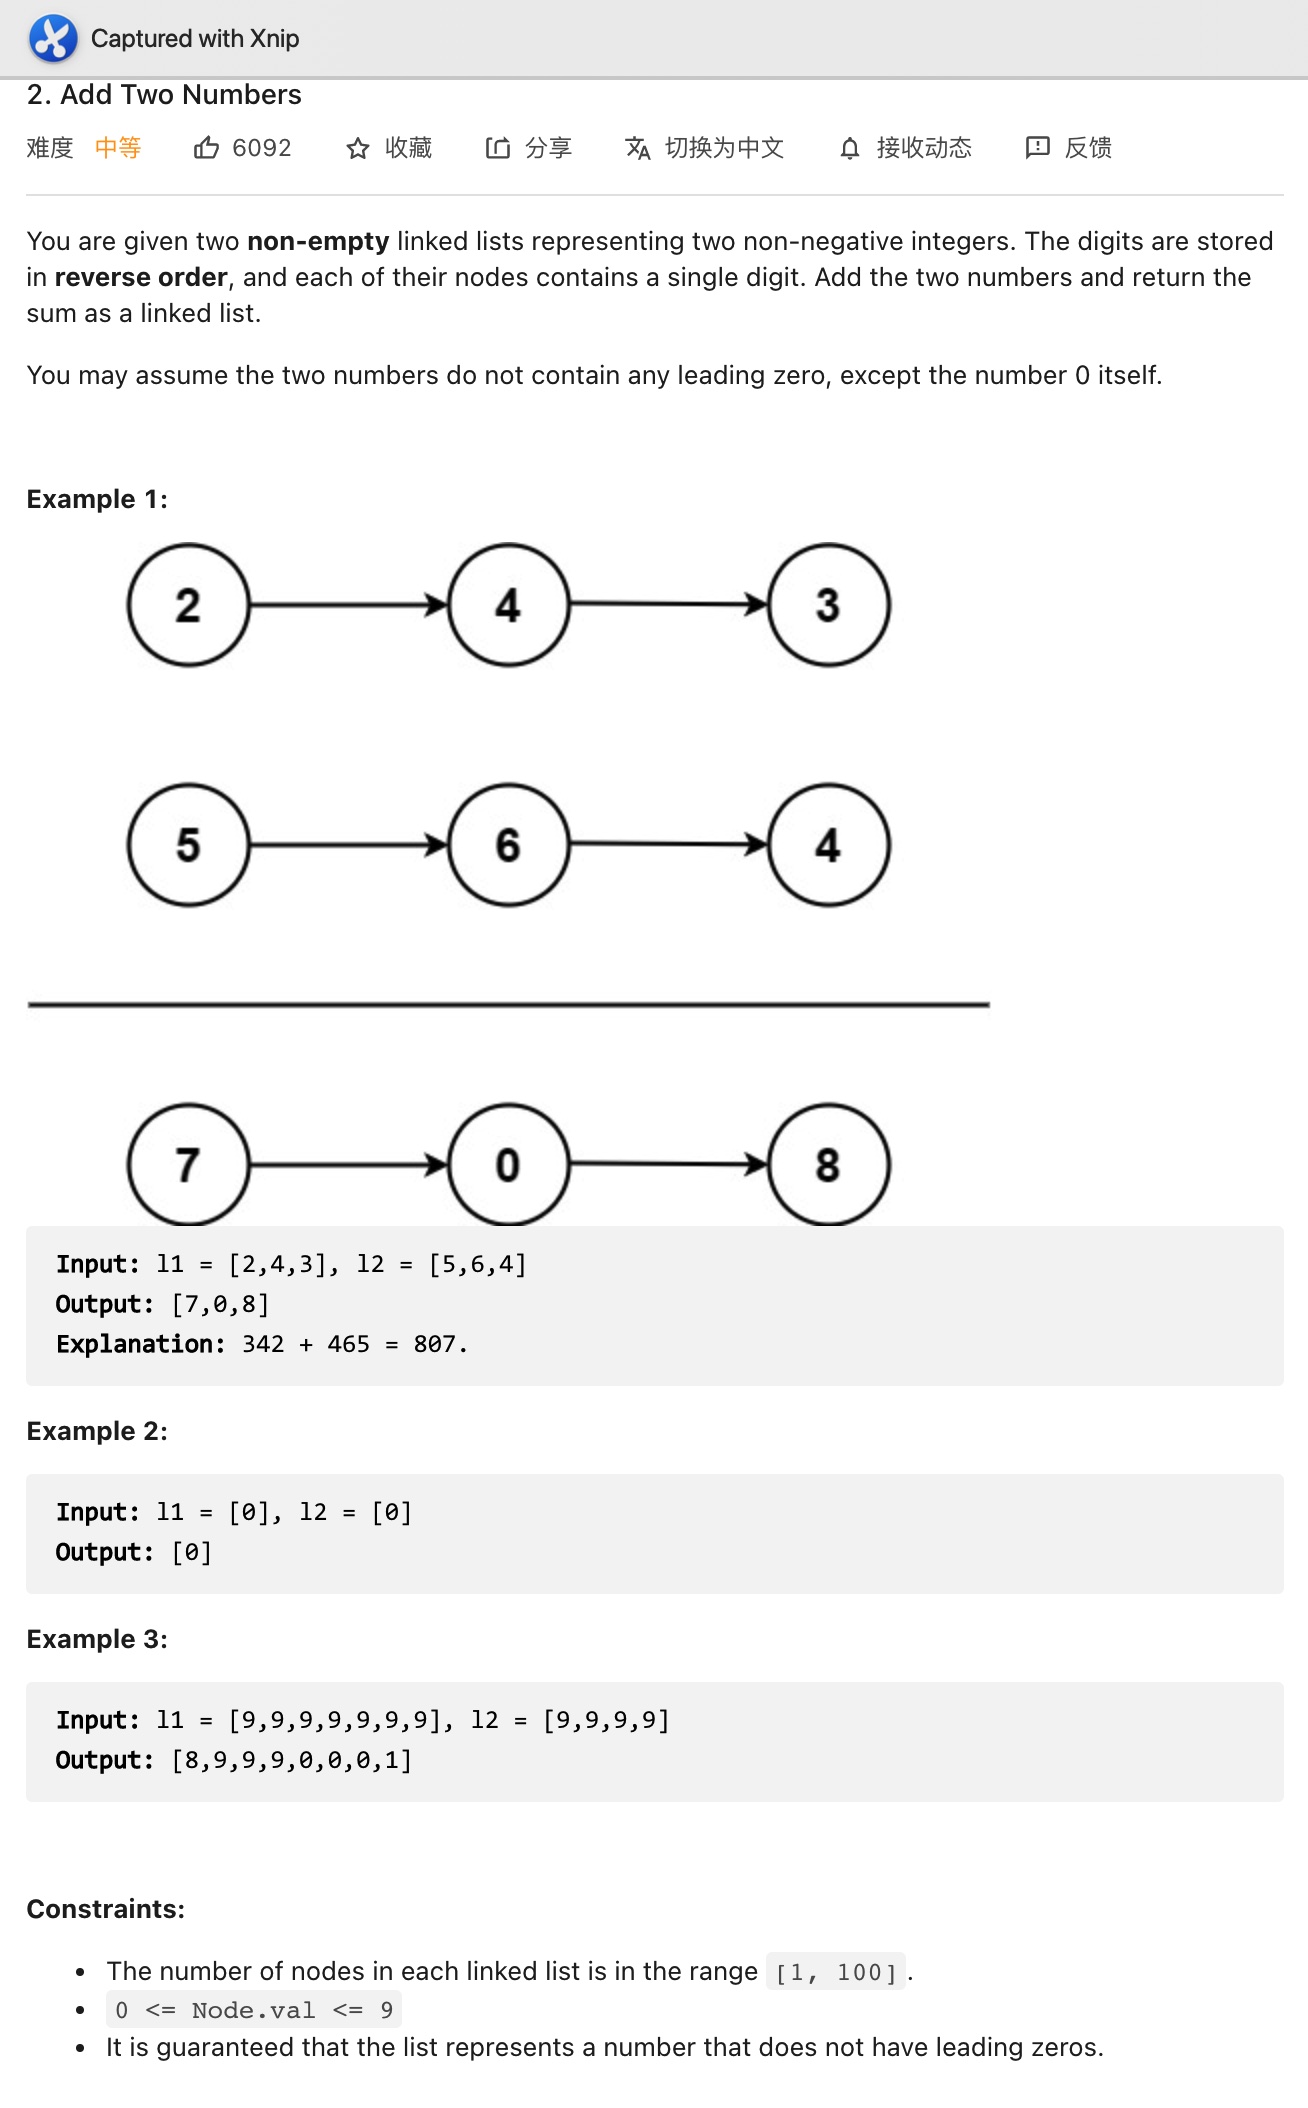 Captured with Xnip
2. Add Two Numbers
难度 中等 6092 收藏 分享 切换为中文 接收动态 反馈
You are given two non-empty linked lists representing two non-negative integers. The digits are stored
in reverse order, and each of their nodes contains a single digit. Add the two numbers and return the
sum as a linked list.
You may assume the two numbers do not contain any leading zero, except the number 0 itself.
Example 1:
2 4 3
5 6 4
7 0 8
Input: l1 = [2,4,3], l2 = [5,6,4]
Output: [7,0,8]
Explanation: 342 + 465 = 807.
Example 2:
Input: l1 = [0], l2 = [0]
Output: [0]
Example 3:
Input: l1 = [9,9,9,9,9,9,9], l2 = [9,9,9,9]
Output: [8,9,9,9,0,0,0,1]
Constraints:
• The number of nodes in each linked list is in the range [1, 100].
• 0 <= Node.val <= 9
• It is guaranteed that the list represents a number that does not have leading zeros.